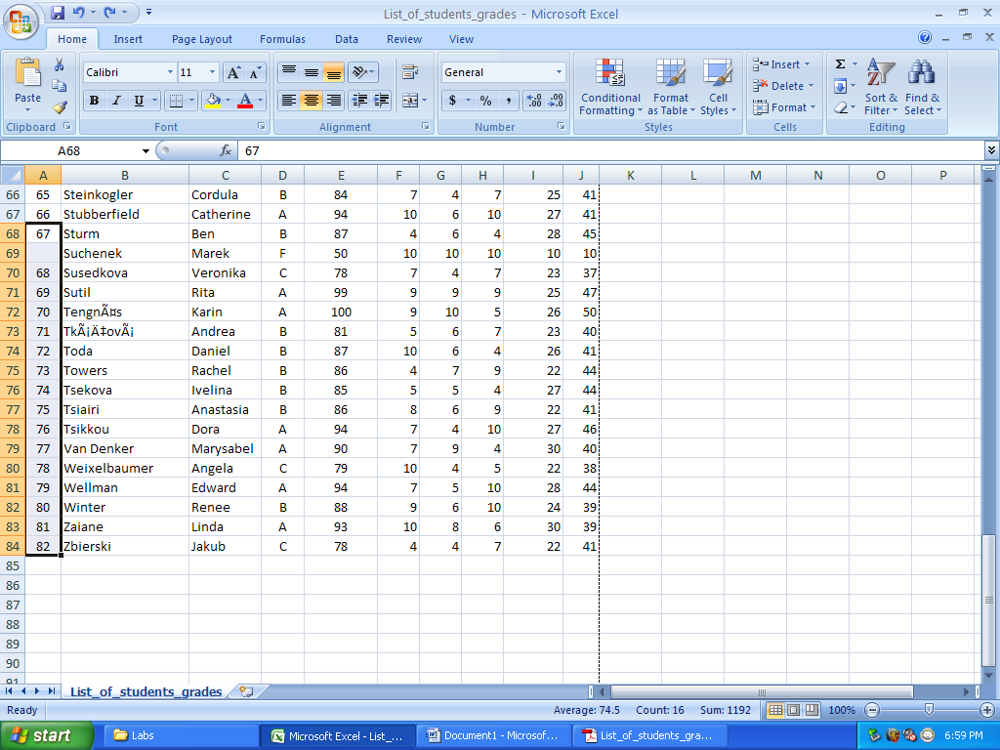 List_of_students_grades - Microsoft Excel
Home Insert Page Layout Formulas Data Review View
Paste Calibri 11 A A General Conditional Formatting Format as Table Cell Styles Insert Delete Format Σ Sort & Filter Find & Select
B I U A $ % , .00 .00
Clipboard Font Alignment Number Styles Cells Editing
A68 fx 67
A B C D E F G H I J K L M N O P
66 65 Steinkogler Cordula B 84 7 4 7 25 41
67 66 Stubberfield Catherine A 94 10 6 10 27 41
68 67 Sturm Ben B 87 4 6 4 28 45
69 Suchenek Marek F 50 10 10 10 10 10
70 68 Susedkova Veronika C 78 7 4 7 23 37
71 69 Sutil Rita A 99 9 9 9 25 47
72 70 TengnÃ¤s Karin A 100 9 10 5 26 50
73 71 TkÃ¡Ä‡ovÃ¡ Andrea B 81 5 6 7 23 40
74 72 Toda Daniel B 87 10 6 4 26 41
75 73 Towers Rachel B 86 4 7 9 22 44
76 74 Tsekova Ivelina B 85 5 5 4 27 44
77 75 Tsiairi Anastasia B 86 8 6 9 22 41
78 76 Tsikkou Dora A 94 7 4 10 27 46
79 77 Van Denker Marysabel A 90 7 9 4 30 40
80 78 Weixelbaumer Angela C 79 10 4 5 22 38
81 79 Wellman Edward A 94 7 5 10 28 44
82 80 Winter Renee B 88 9 6 10 24 39
83 81 Zaiane Linda A 93 10 8 6 30 39
84 82 Zbierski Jakub C 78 4 4 7 22 41
85
86
87
88
89
90
91
List_of_students_grades
Ready Average: 74.5 Count: 16 Sum: 1192 100%
start Labs Microsoft Excel - List_... Document1 - Microsof... List_of_students_gra... 6:59 PM